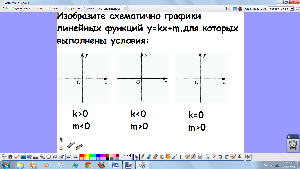 Изобразите схематично графики
линейных функций y=kx+m,для которых
выполнены условия:
k>0 k<0 k=0
m<0 m>0 m>0